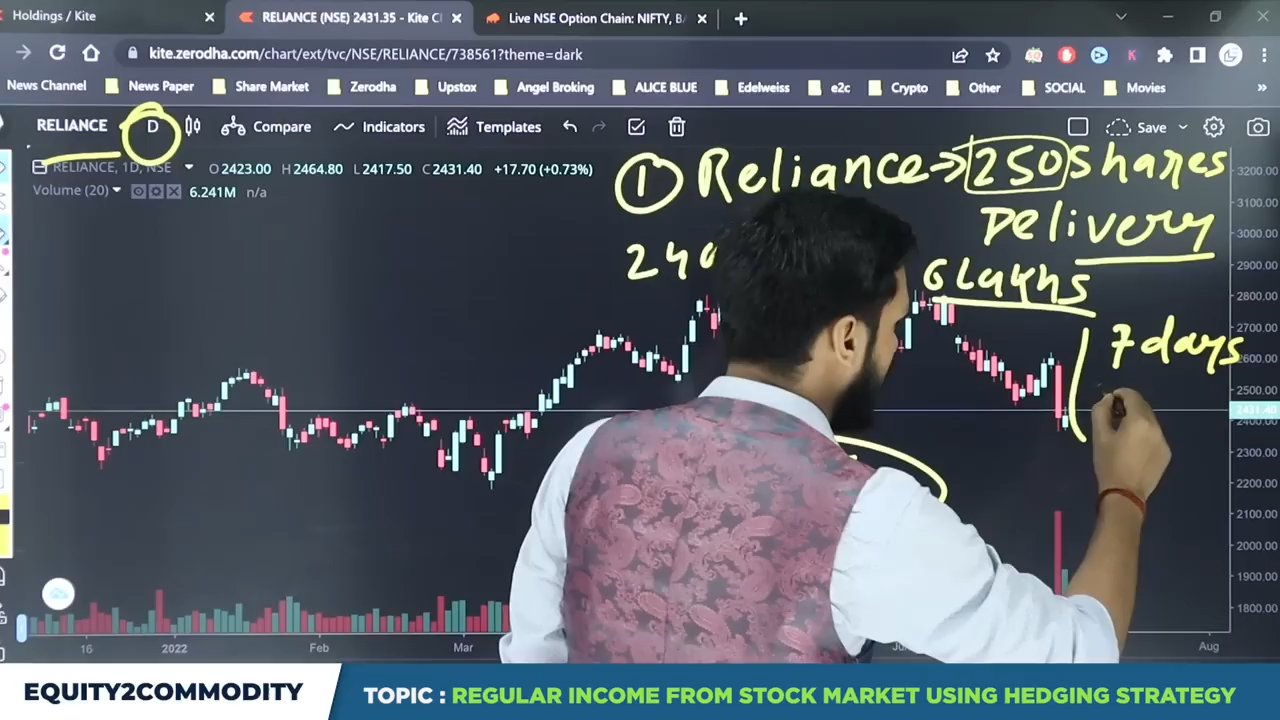 Holdings / Kite
RELIANCE (NSE) 2431.35 - Kite C
Live NSE Option Chain: NIFTY, B
kite.zerodha.com/chart/ext/tvc/NSE/RELIANCE/738561?theme=dark
News Channel News Paper Share Market Zerodha Upstox Angel Broking ALICE BLUE Edelweiss e2c Crypto Other SOCIAL Movies
RELIANCE D Compare Indicators Templates Save
RELIANCE, 1D, NSE O2423.00 H2464.80 L2417.50 C2431.40 +17.70 (+0.73%)
Volume (20) 6.241M n/a
① Reliance → 250 Shares
Delivery
240
6 Lakhs
7 days
3200.00
3100.00
3000.00
2900.00
2800.00
2700.00
2600.00
2500.00
2431.40
2400.00
2300.00
2200.00
2100.00
2000.00
1900.00
1800.00
16 2022 Feb Mar Aug
EQUITY2COMMODITY
TOPIC : REGULAR INCOME FROM STOCK MARKET USING HEDGING STRATEGY